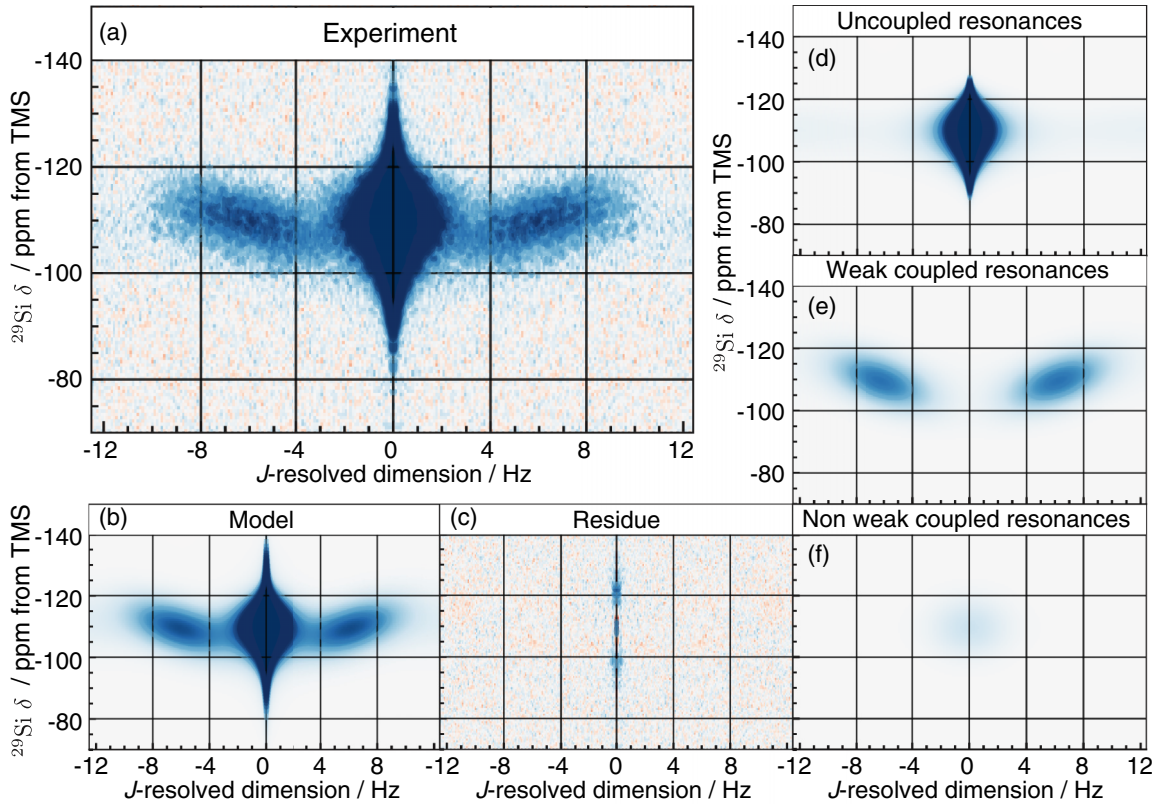 (a)
Experiment
-140
-120
-100
-80
²⁹Si δ / ppm from TMS
-12
-8
-4
0
4
8
12
J-resolved dimension / Hz
(b)
Model
-140
-120
-100
-80
²⁹Si δ / ppm from TMS
-12
-8
-4
0
4
8
J-resolved dimension / Hz
(c)
Residue
-12
-8
-4
0
4
8
J-resolved dimension / Hz
Uncoupled resonances
(d)
-140
-120
-100
-80
²⁹Si δ / ppm from TMS
Weak coupled resonances
(e)
-140
-120
-100
-80
Non weak coupled resonances
(f)
-12
-8
-4
0
4
8
12
J-resolved dimension / Hz